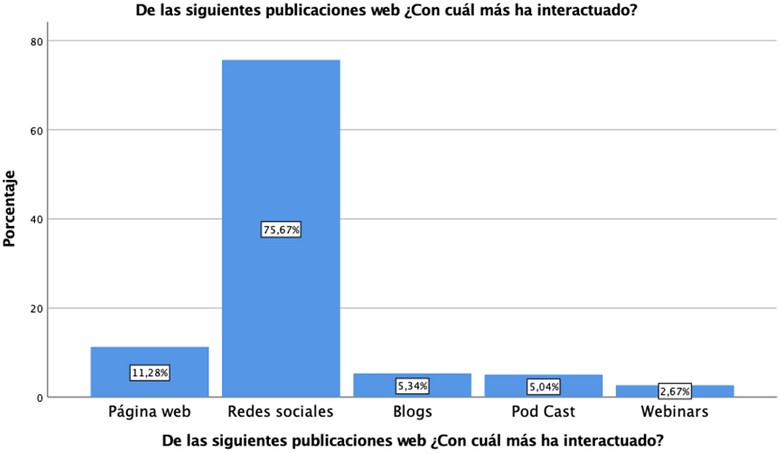 De las siguientes publicaciones web ¿Con cuál más ha interactuado?
Porcentaje
80
60
40
20
0
11,28%
75,67%
5,34%
5,04%
2,67%
Página web
Redes sociales
Blogs
Pod Cast
Webinars
De las siguientes publicaciones web ¿Con cuál más ha interactuado?